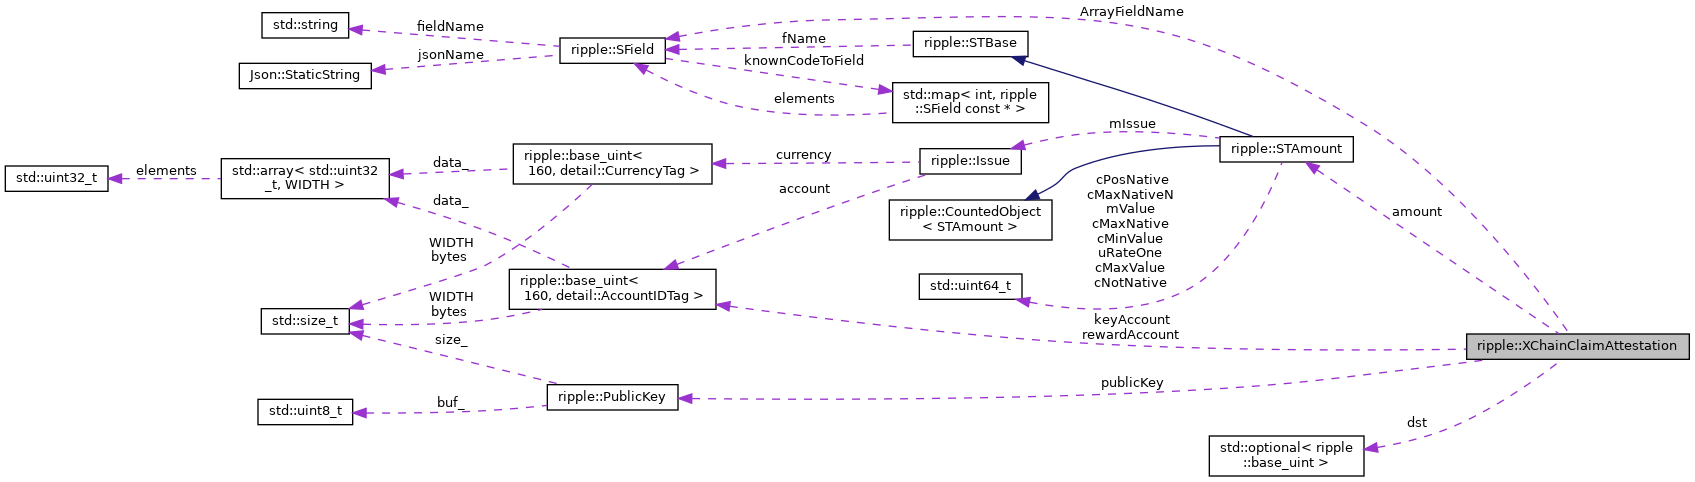 ArrayFieldName
std::string
fieldName
ripple::SField
fName
ripple::STBase
jsonName
Json::StaticString
knownCodeToField
elements
std::map< int, ripple
::SField const * >
mIssue
ripple::STAmount
std::uint32_t
elements
std::array< std::uint32
_t, WIDTH >
data_
data_
ripple::base_uint<
160, detail::CurrencyTag >
currency
ripple::Issue
account
ripple::CountedObject
< STAmount >
cPosNative
cMaxNativeN
mValue
cMaxNative
cMinValue
uRateOne
cMaxValue
cNotNative
amount
WIDTH
bytes
ripple::base_uint<
160, detail::AccountIDTag >
std::uint64_t
WIDTH
bytes
std::size_t
size_
keyAccount
rewardAccount
ripple::XChainClaimAttestation
publicKey
ripple::PublicKey
buf_
std::uint8_t
dst
std::optional< ripple
::base_uint >